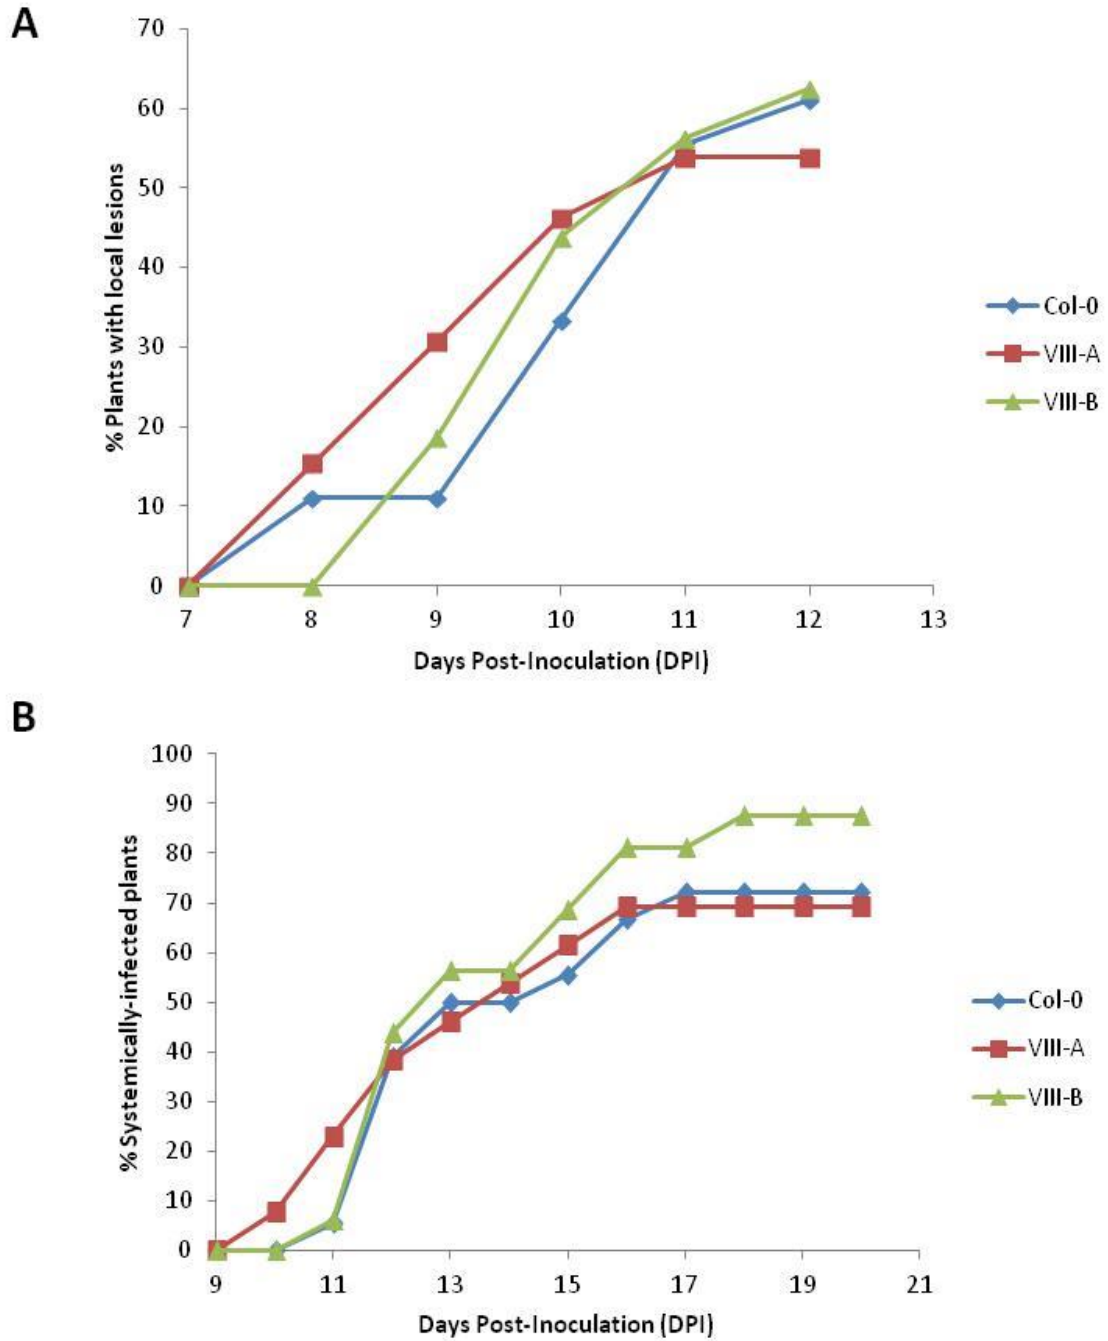 A
70
60
50
40
30
20
10
0
% Plants with local lesions
7 8 9 10 11 12 13
Days Post-Inoculation (DPI)
Col-0
VIII-A
VIII-B
B
100
90
80
70
60
50
40
30
20
10
0
% Systemically-infected plants
9 11 13 15 17 19 21
Days Post-Inoculation (DPI)
Col-0
VIII-A
VIII-B